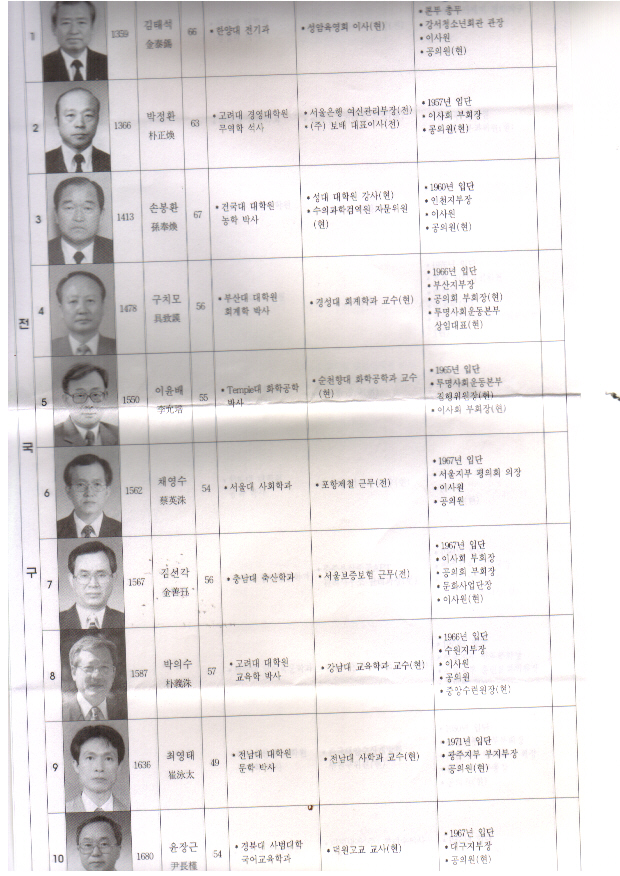 전국구
• 본부 총무
1 1359 김태석 66 • 한양대 전기과 • 성암육영회 이사(현) • 강서청소년회관 관장
• 이사원
• 공의원(현)
2 1366 박정환 63 • 고려대 경영대학원 • 서울은행 여신관리부장(전) • 1957년 입단
朴正煥 무역학 석사 • (주) 보배 대표이사(전) • 이사회 부회장
• 공의원(현)
3 1413 손봉환 67 • 건국대 대학원 • 성대 대학원 강사(현) • 1960년 입단
孫奉煥 농학 박사 • 수의과학검역원 자문위원 • 인천지부장
(현) • 이사원
• 공의원(현)
4 1478 구치모 56 • 부산대 대학원 • 경성대 회계학과 교수(현) • 1966년 입단
회계학 박사 • 부산지부장
• 공의회 부회장(현)
• 투명사회운동본부
상임대표(현)
5 1550 이윤배 55 • Temple대 화학공학 • 순천향대 화학공학과 교수 • 1965년 입단
박사 (현) • 투명사회운동본부
집행위원장(현)
• 이사회 부회장(현)
6 1562 채영수 54 • 서울대 사회학과 • 포항제철 근무(전) • 1967년 입단
蔡英洙 • 서울지부 평의회 의장
• 이사원
• 공의원
7 1567 김선각 56 • 충남대 축산학과 • 서울보증보험 근무(전) • 1967년 입단
• 이사회 부회장
• 공의회 부회장
• 문화사업단장
• 이사원(현)
8 1587 박의수 57 • 고려대 대학원 • 강남대 교육학과 교수(현) • 1966년 입단
朴義洙 교육학 박사 • 수원지부장
• 이사원
• 공의원
• 중앙수련원장(현)
9 1636 최영태 49 • 전남대 대학원 • 전남대 사학과 교수(현) • 1971년 입단
崔泳太 문학 박사 • 광주지부 부지부장
• 공의원(현)
10 1680 윤장근 54 • 경북대 사범대학 • 덕원고교 교사(현) • 1967년 입단
국어교육학과 • 대구지부장
• 공의원(현)